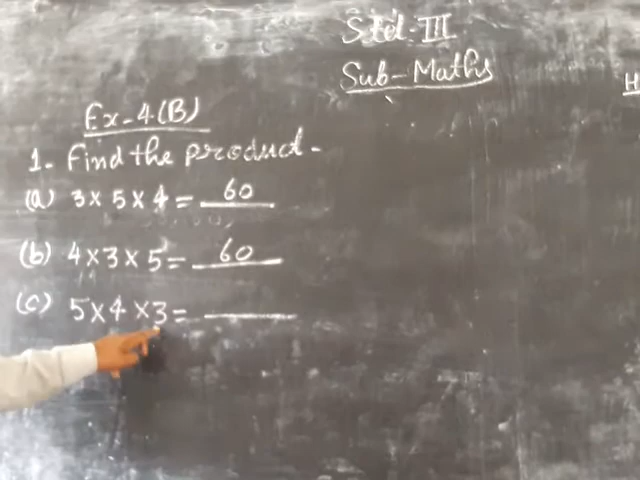 Std-III
Sub-Maths
H
Ex-4.(B)
1- Find the product-
(a) 3×5×4= 60
(b) 4×3×5= 60
(c) 5×4×3= ___